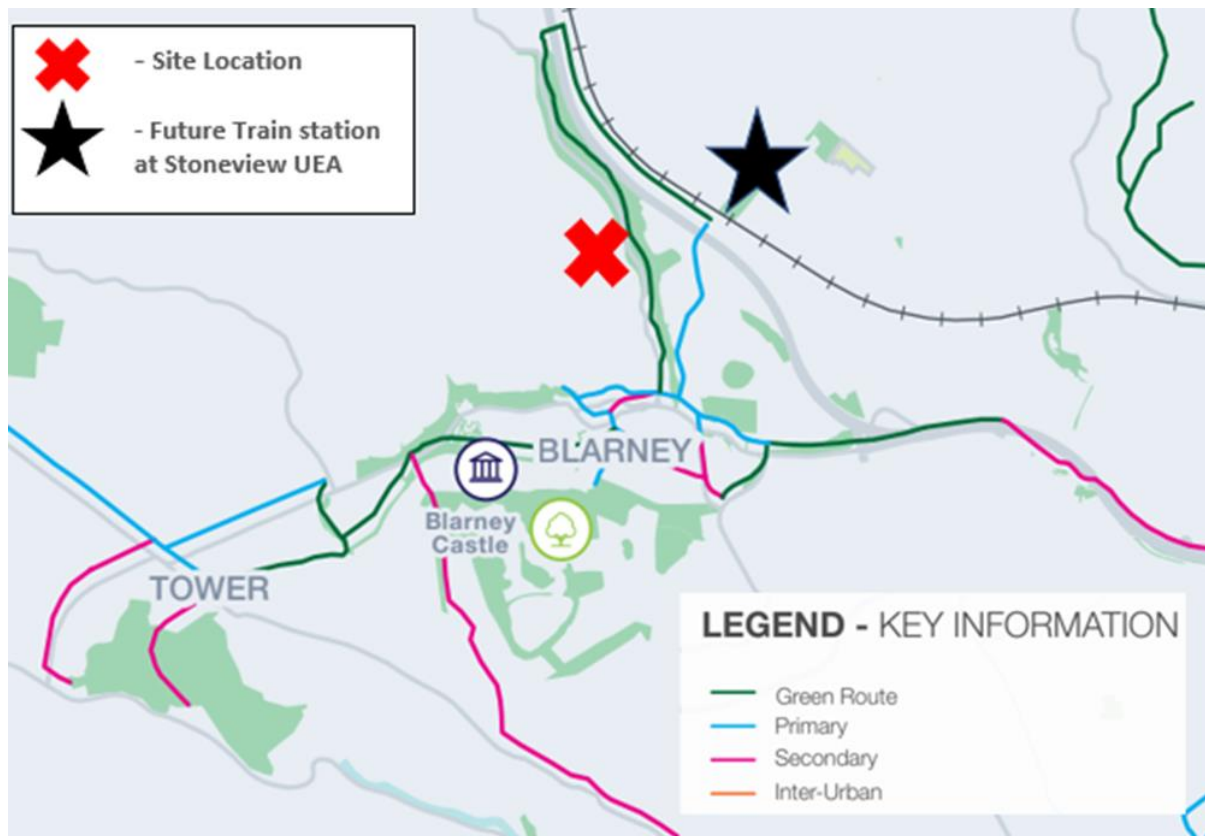 - Site Location
- Future Train station
at Stoneview UEA
BLARNEY
Blarney
Castle
TOWER
LEGEND - KEY INFORMATION
Green Route
Primary
Secondary
Inter-Urban